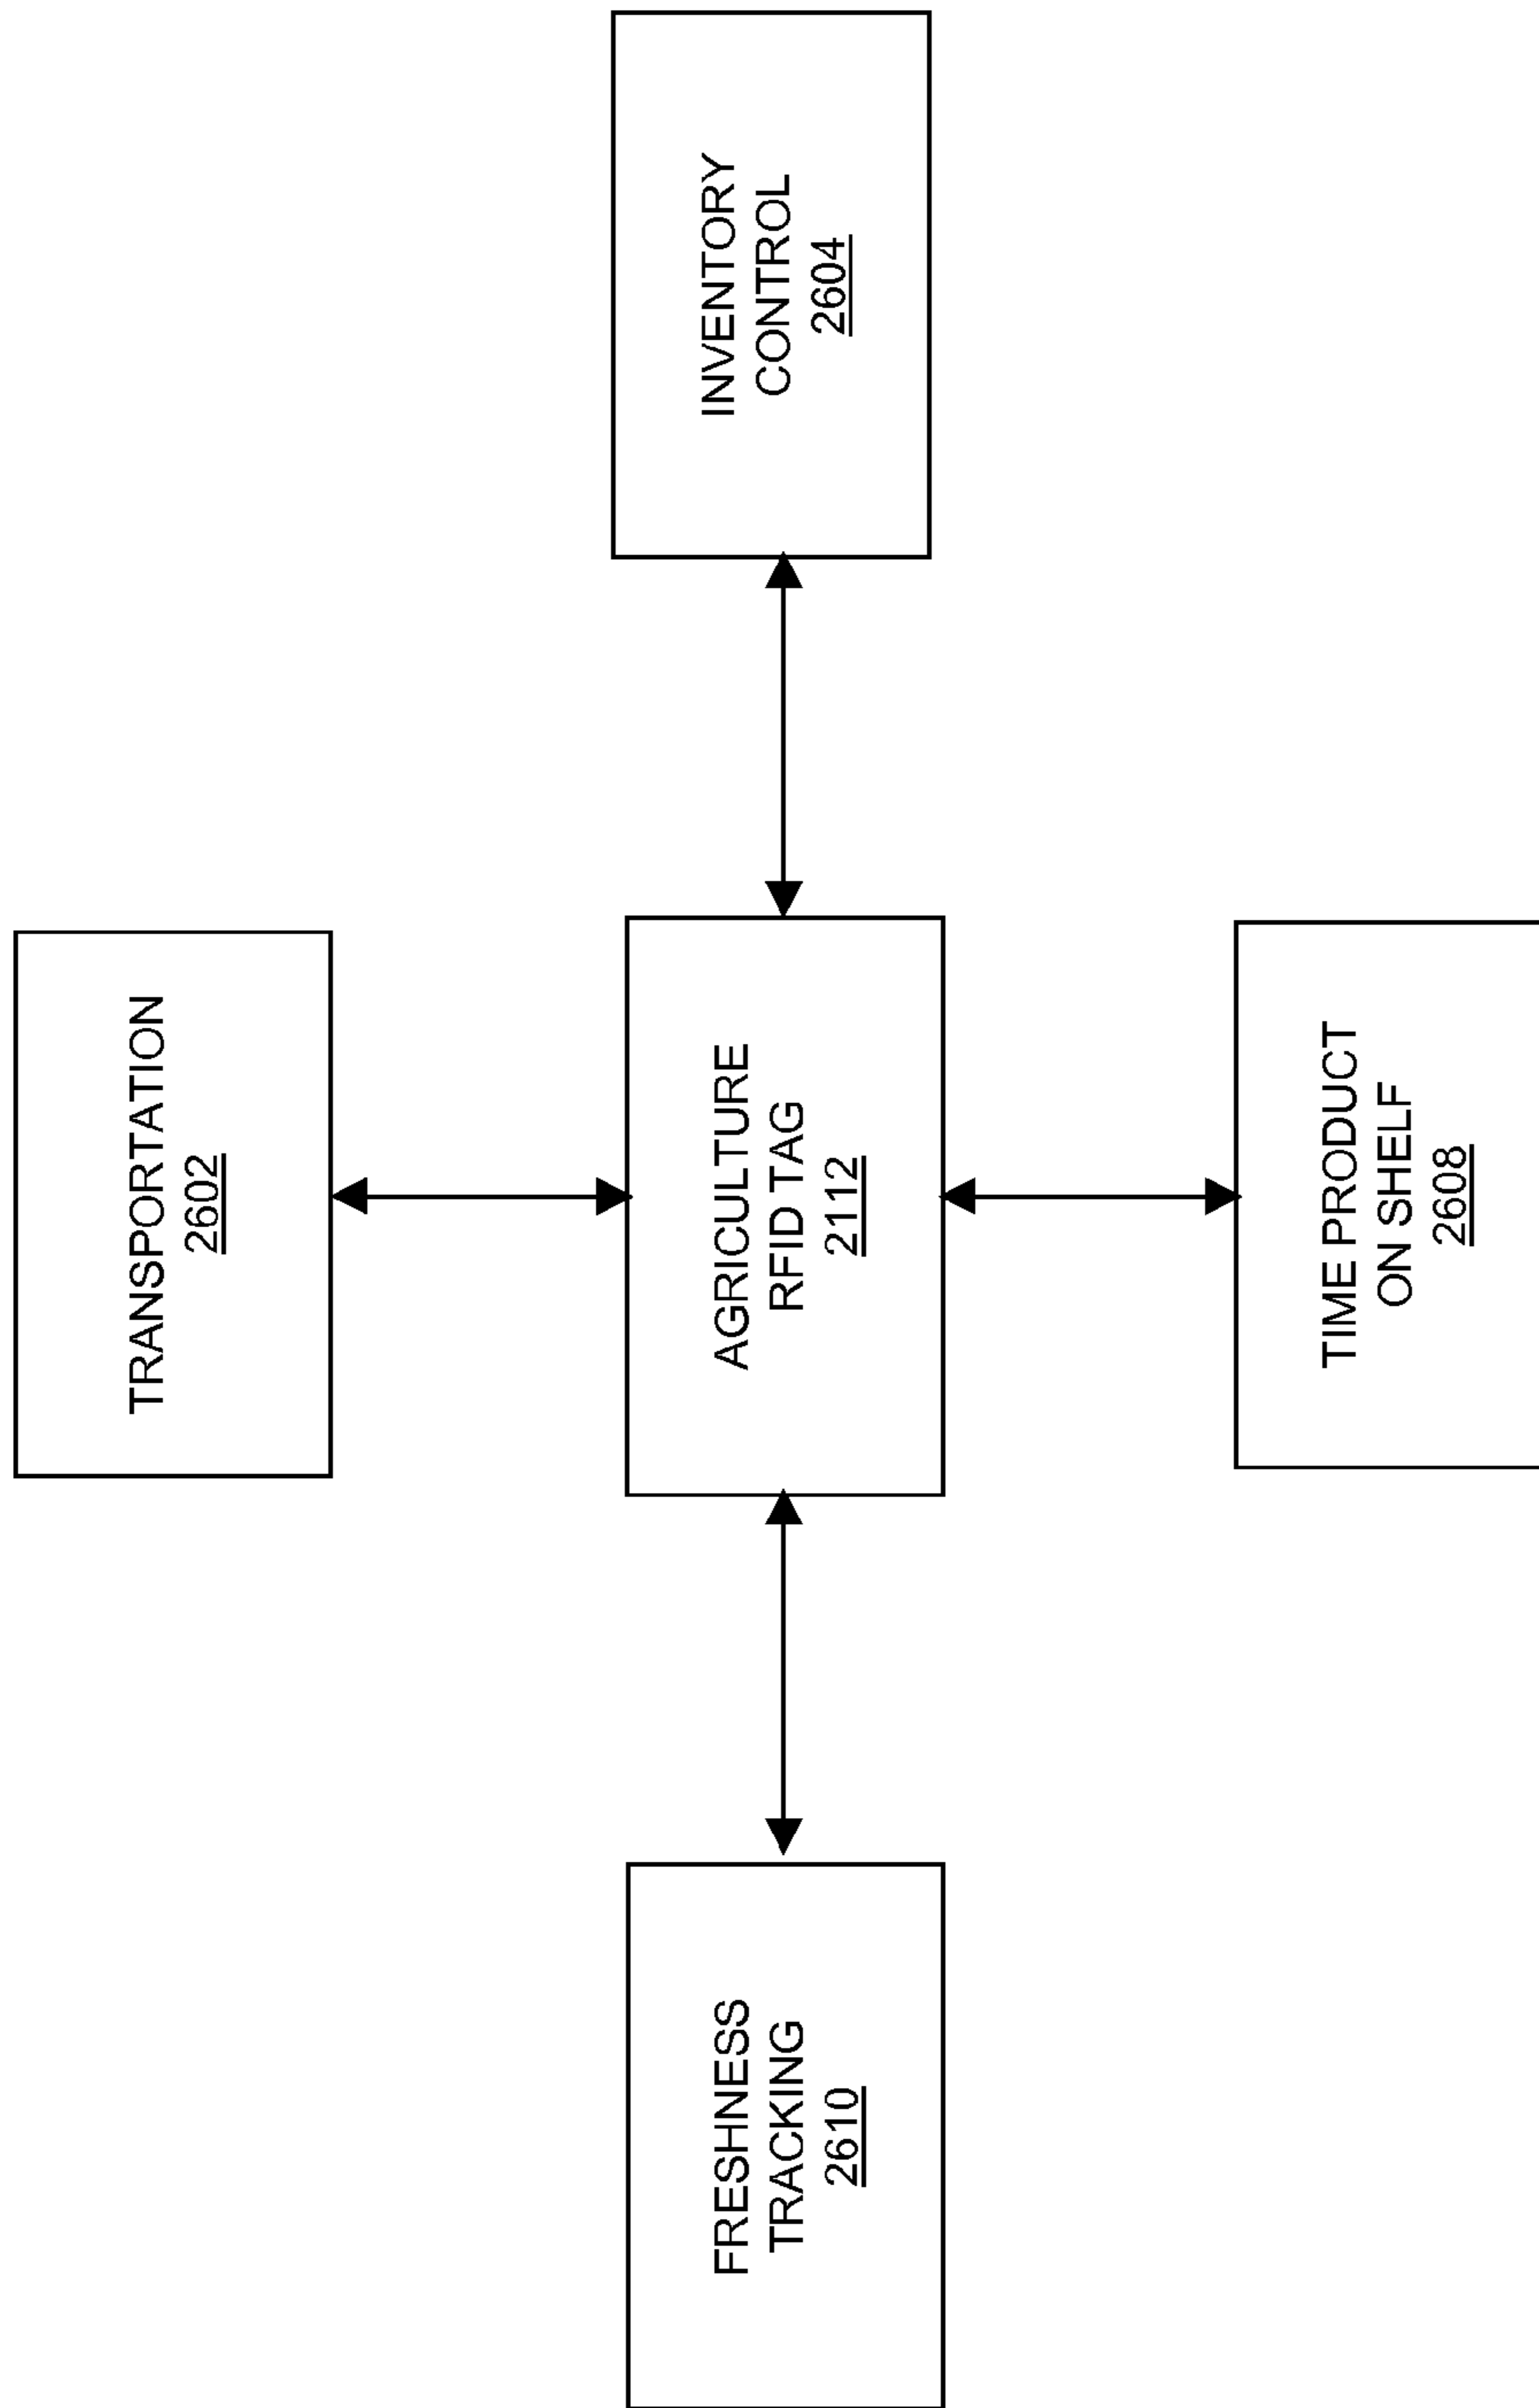 TRANSPORTATION
2602
FRESHNESS
TRACKING
2610
AGRICULTURE
RFID TAG
2112
INVENTORY
CONTROL
2604
TIME PRODUCT
ON SHELF
2608